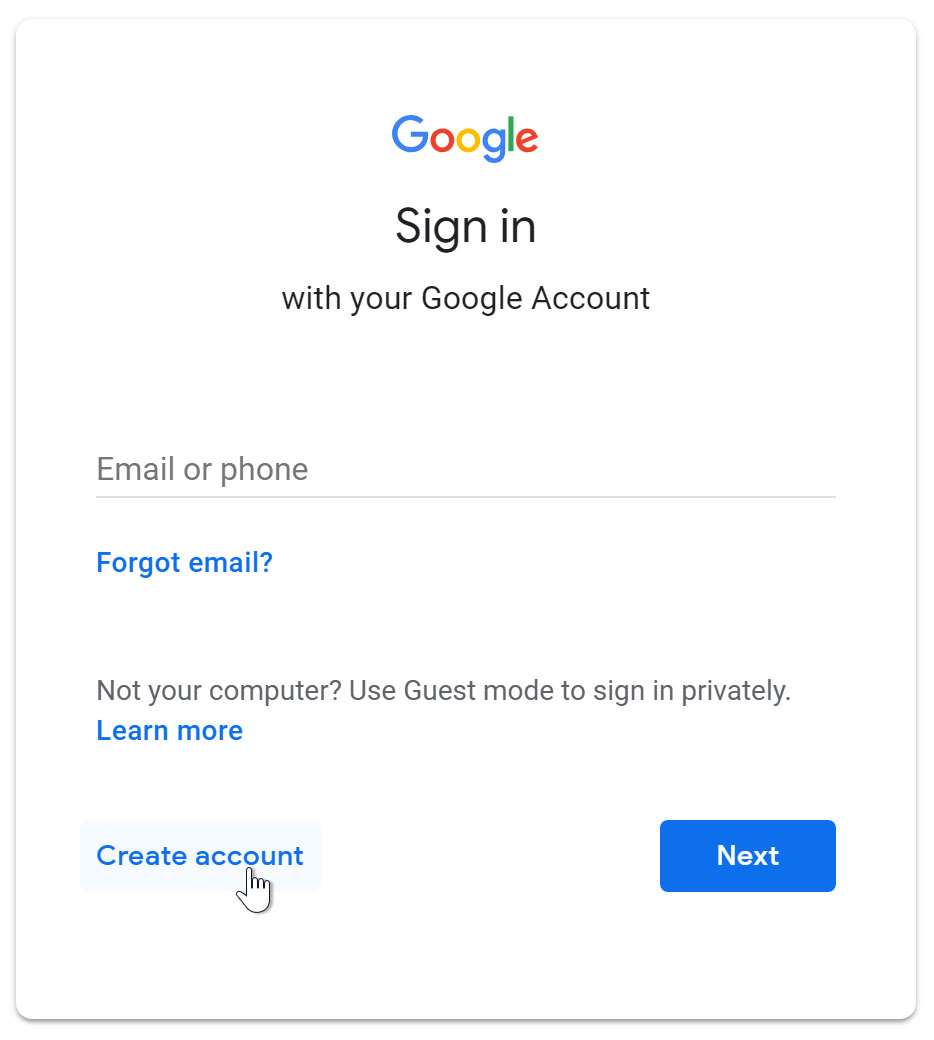 Google
Sign in
with your Google Account
Email or phone
Forgot email?
Not your computer? Use Guest mode to sign in privately.
Learn more
Create account
Next